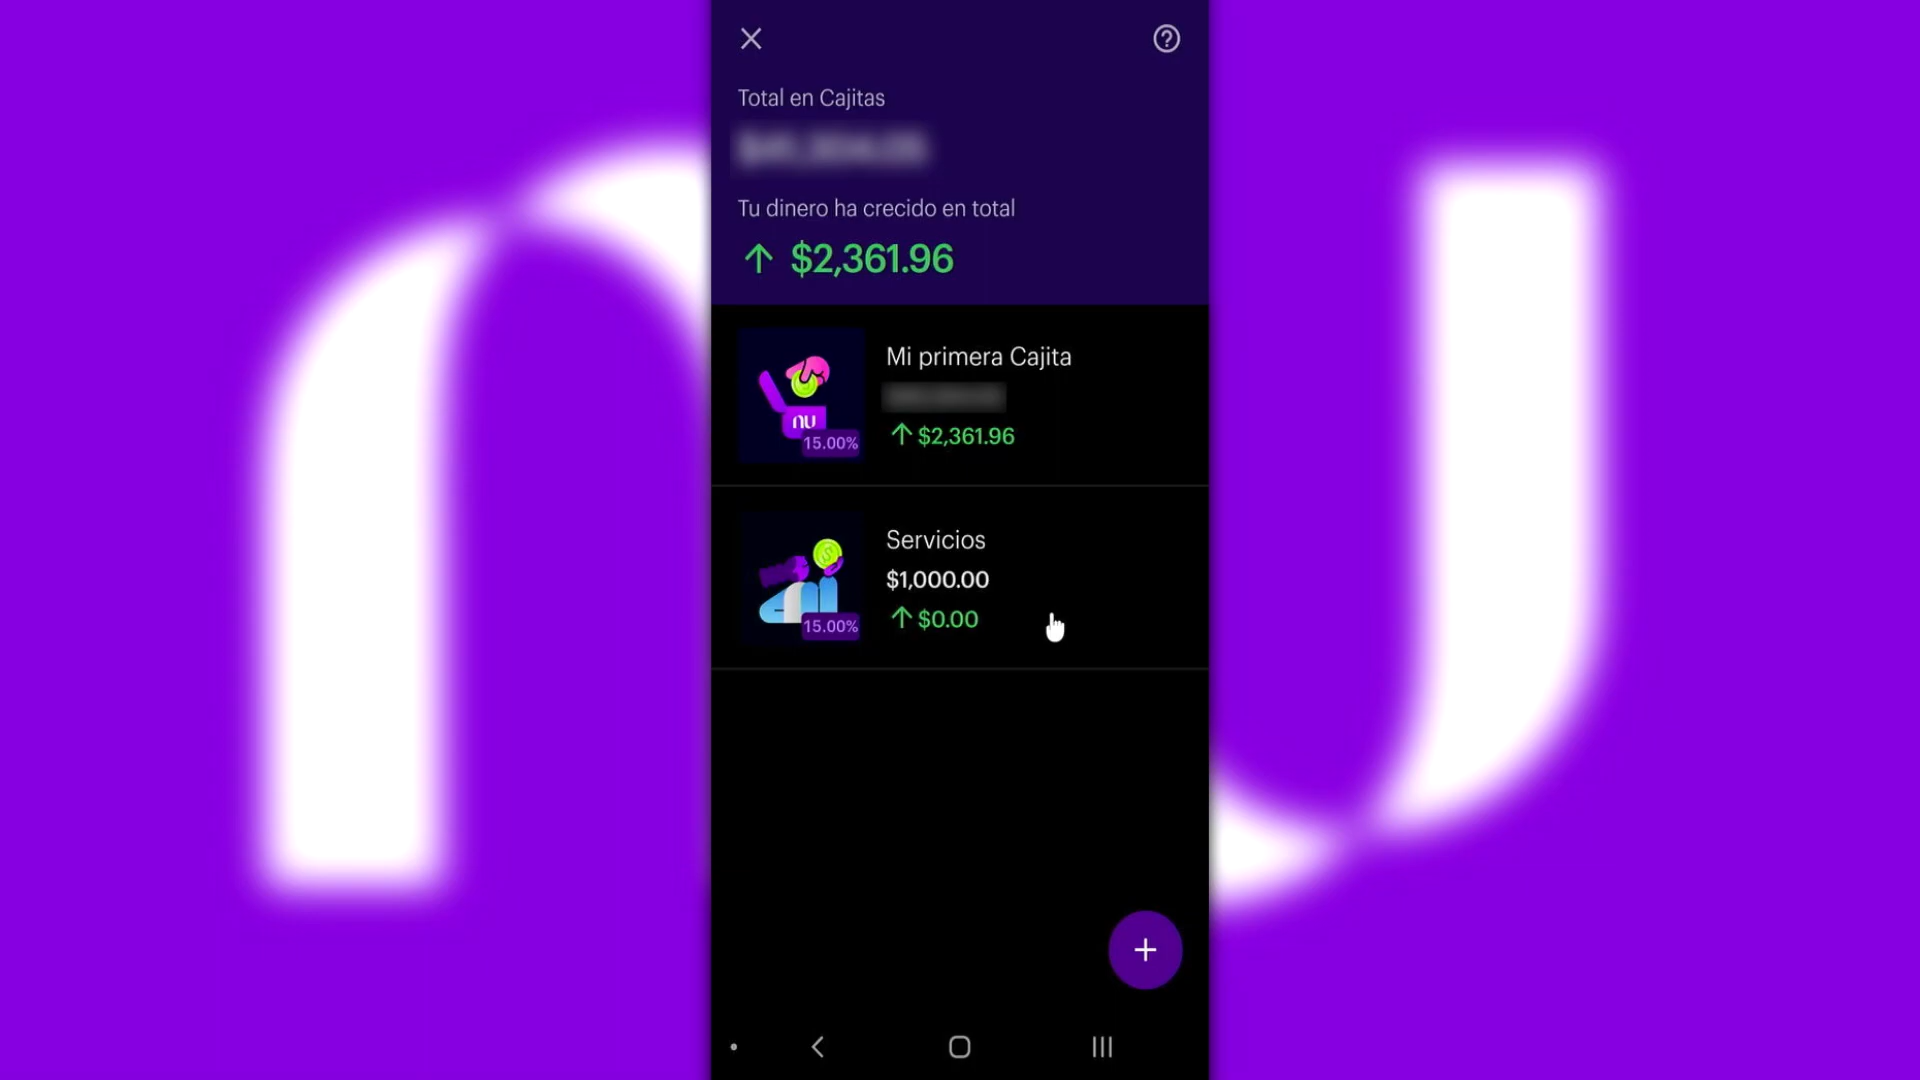 Total en Cajitas
Tu dinero ha crecido en total
↑ $2,361.96
Mi primera Cajita
↑ $2,361.96
nu
15.00%
Servicios
$1,000.00
↑ $0.00
15.00%
nu